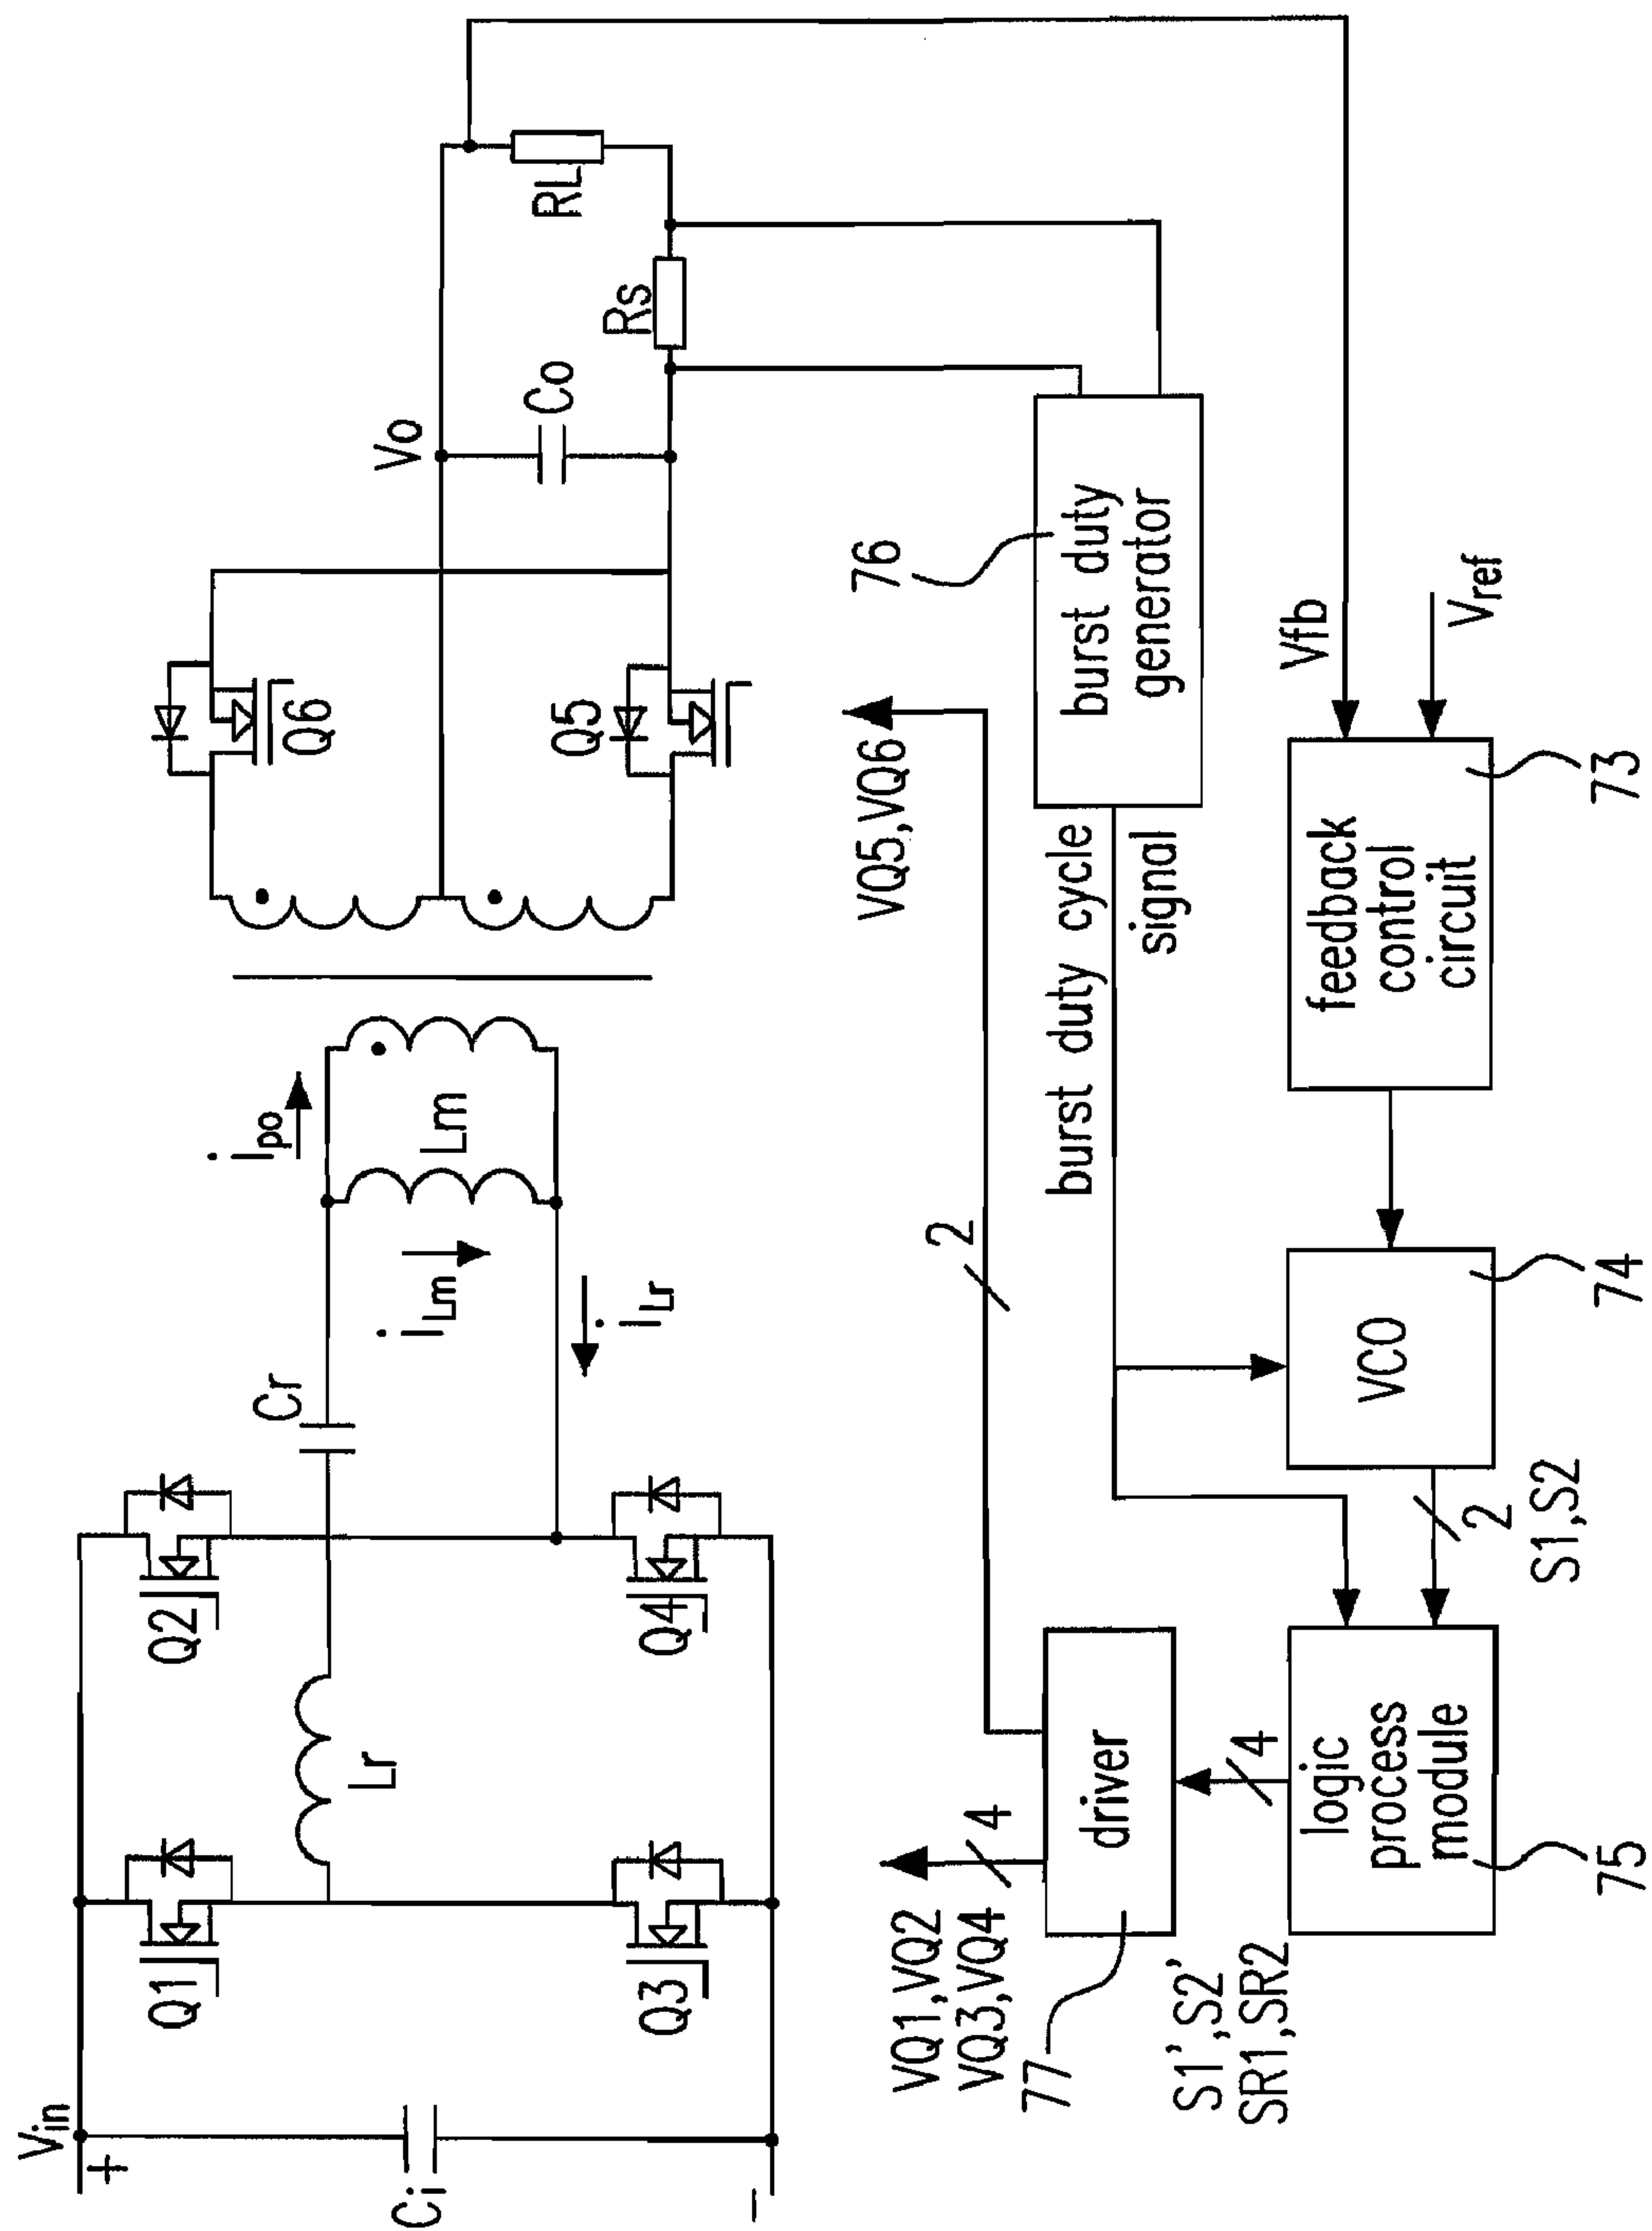 Vin
+
Ci
−
Q1
Q2
Q3
Q4
Lr
Cr
iLm
iLr
ipo
Lm
Q6
Q5
Vo
Co
Rs
RL
VQ1,VQ2
VQ3,VQ4
4
77
driver
2
VQ5,VQ6
76
burst duty
generator
burst duty cycle
signal
S1',S2'
SR1,SR2
4
logic
process
module
75
2
S1,S2
VCO
74
feedback
control
circuit
73
Vfb
Vref